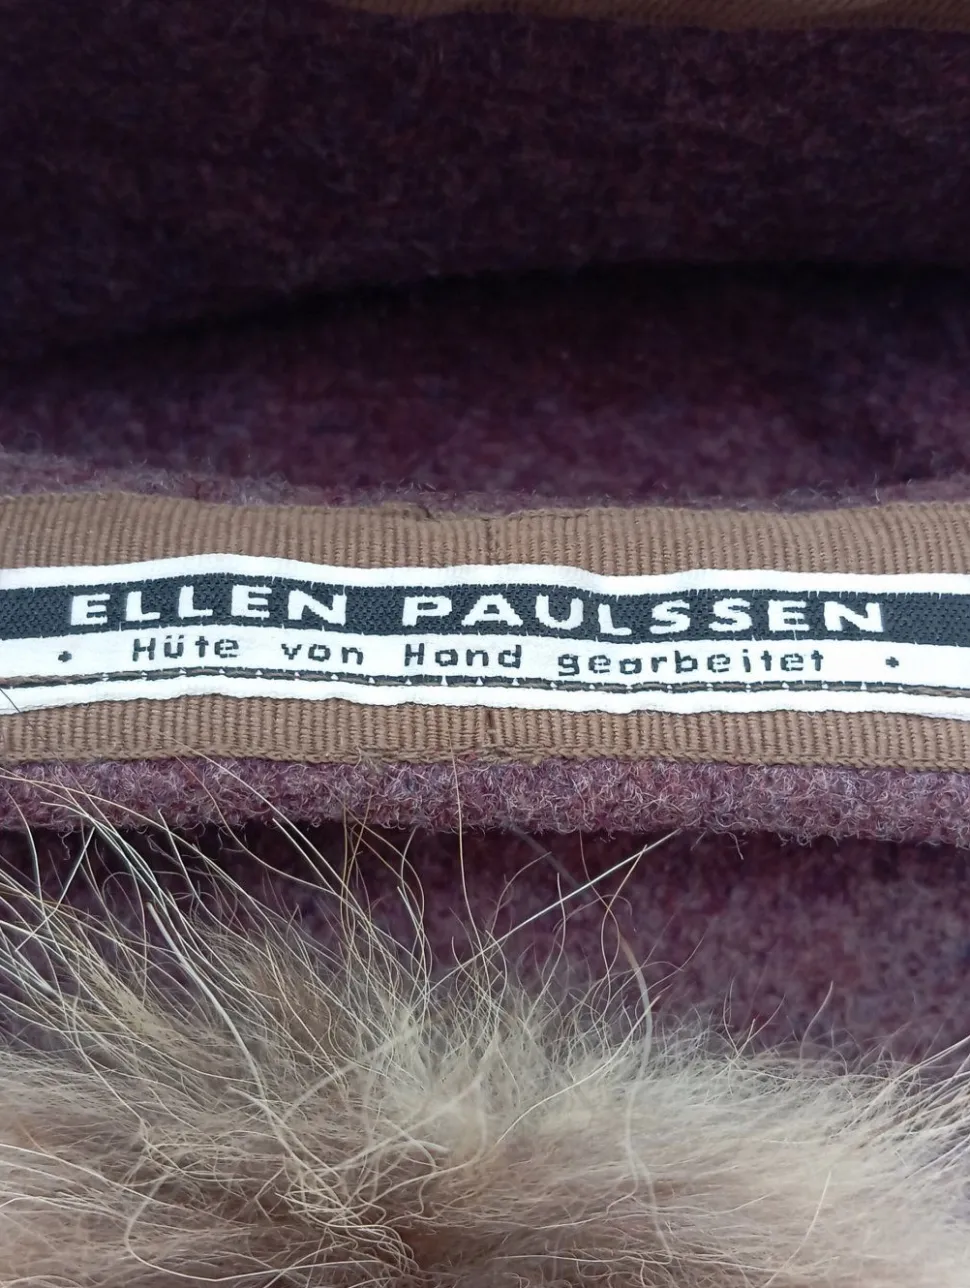 ELLEN PAULSSEN
• Hüte von Hand gearbeitet •